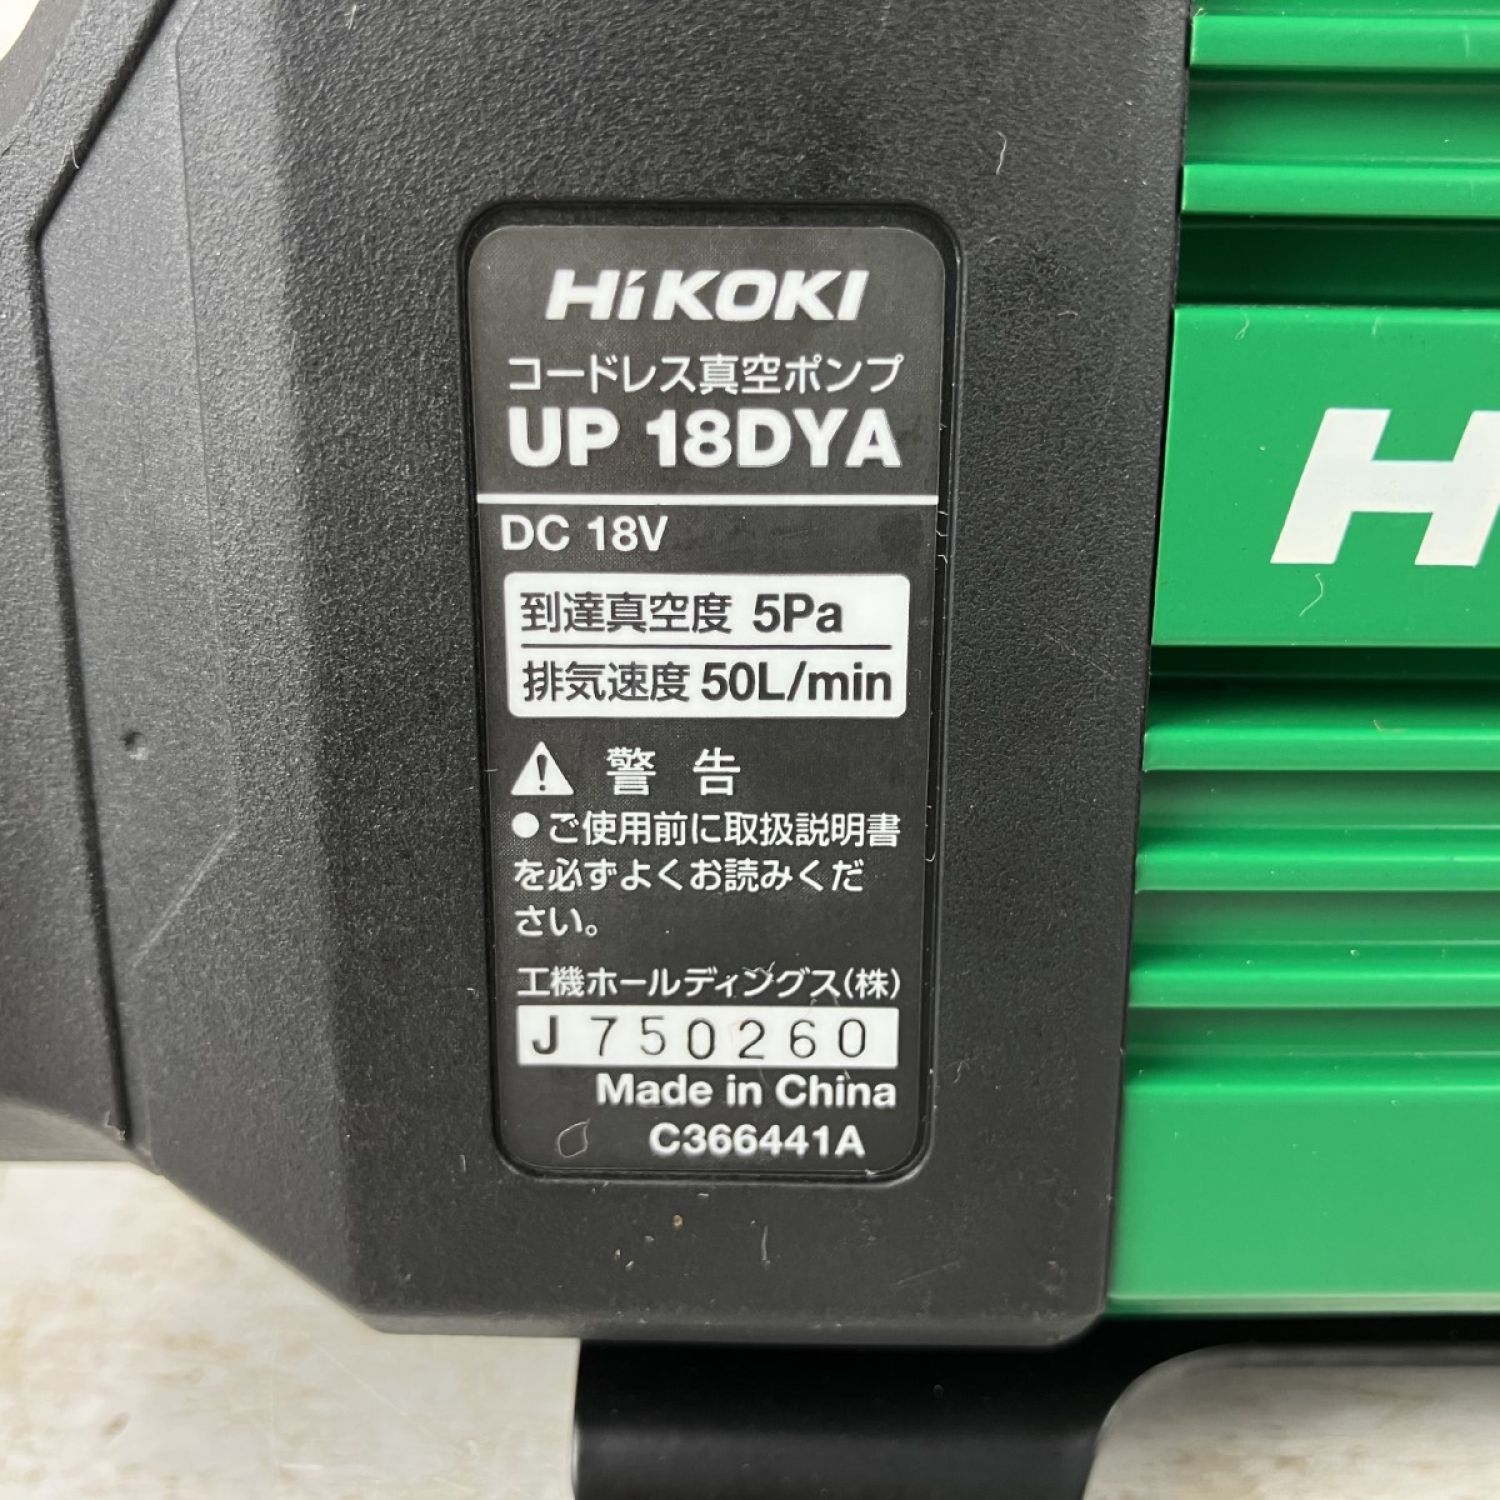 HiKOKI
コードレス真空ポンプ
UP 18DYA
DC 18V
到達真空度 5Pa
排気速度 50L/min
警告
●ご使用前に取扱説明書
を必ずよくお読みくだ
さい。
工機ホールディングス(株)
J750260
Made in China
C366441A
H